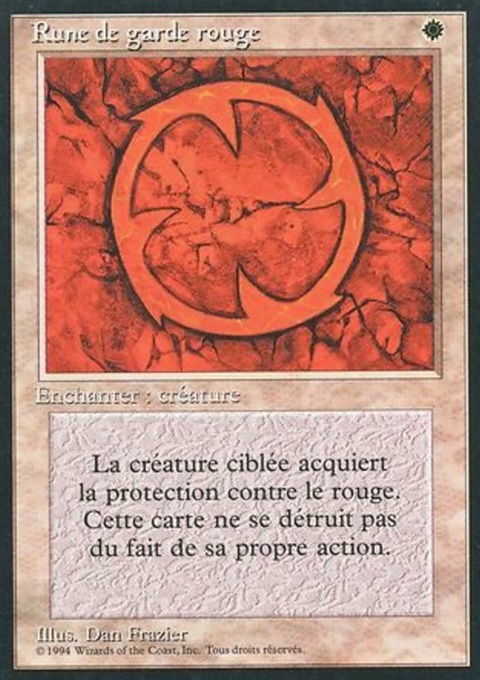 Rune de garde rouge
Enchanter : créature
La créature ciblée acquiert
la protection contre le rouge.
Cette carte ne se détruit pas
du fait de sa propre action.
Illus. Dan Frazier
© 1994 Wizards of the Coast, Inc. Tous droits réservés.